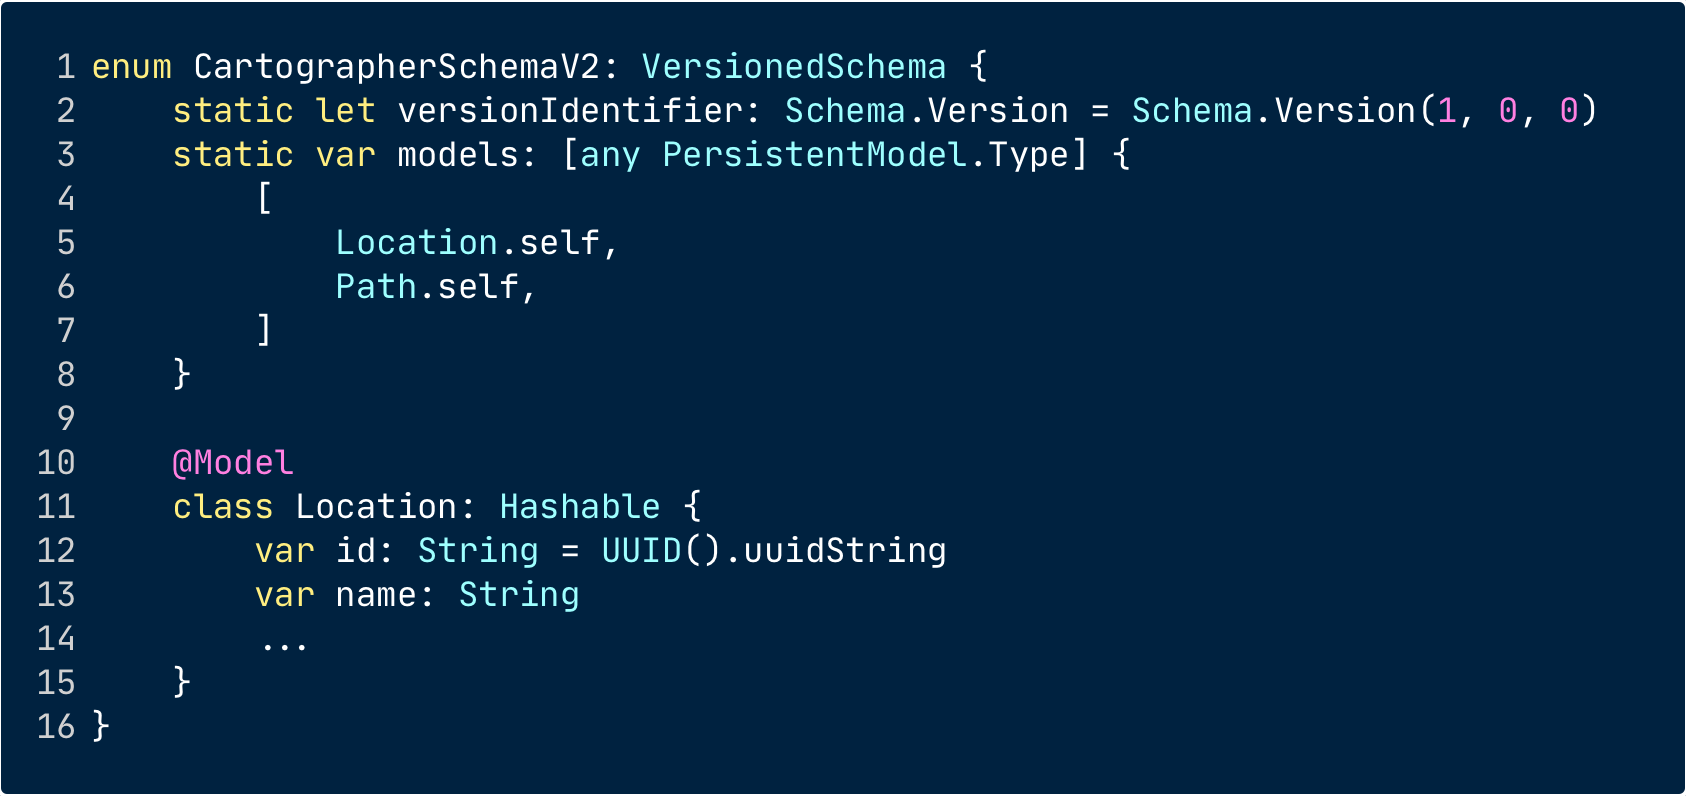 1 enum CartographerSchemaV2: VersionedSchema {
2     static let versionIdentifier: Schema.Version = Schema.Version(1, 0, 0)
3     static var models: [any PersistentModel.Type] {
4         [
5             Location.self,
6             Path.self,
7         ]
8     }
9
10     @Model
11     class Location: Hashable {
12         var id: String = UUID().uuidString
13         var name: String
14         ...
15     }
16 }